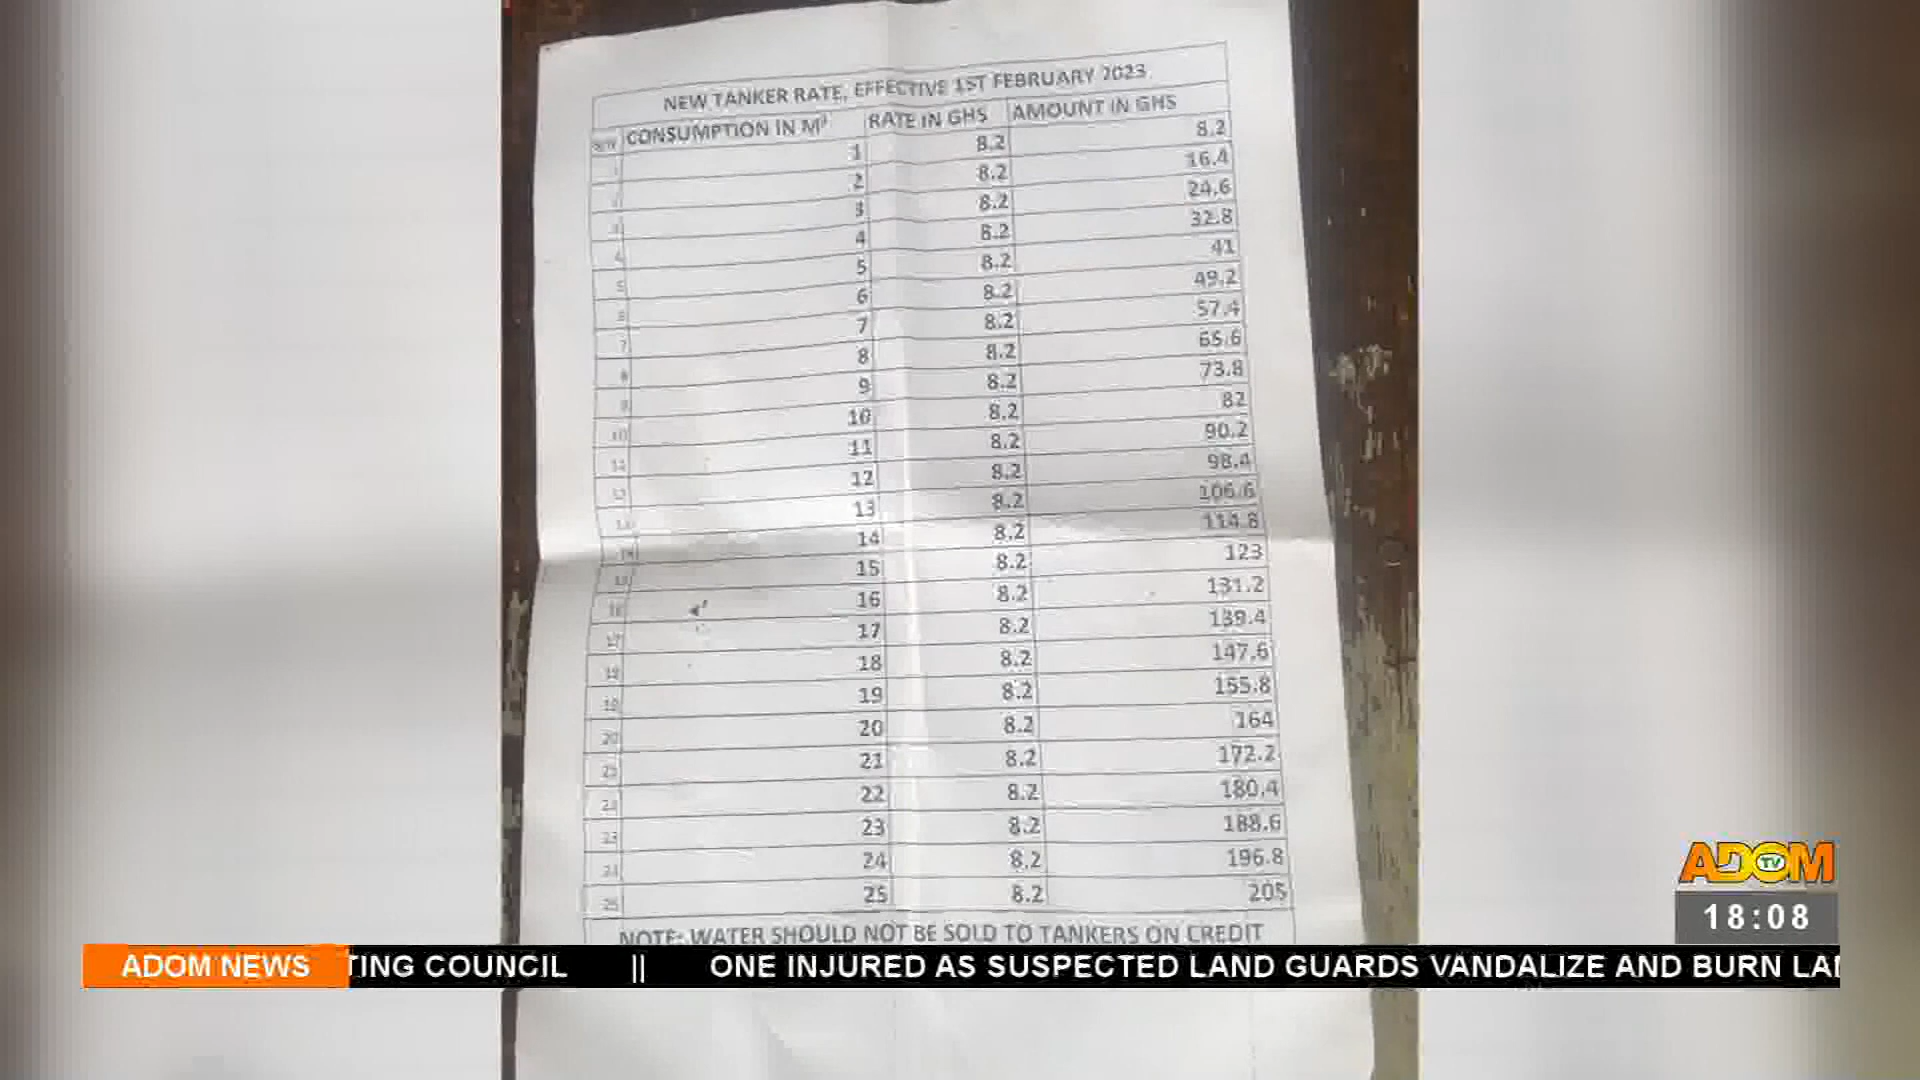 NEW TANKER RATE, EFFECTIVE 1ST FEBRUARY 2023
CONSUMPTION IN M³ RATE IN GHS AMOUNT IN GHS
1 8.2 8.2
2 8.2 16.4
3 8.2 24.6
4 8.2 32.8
5 8.2 41
6 8.2 49.2
7 8.2 57.4
8 8.2 65.6
9 8.2 73.8
10 8.2 82
11 8.2 90.2
12 8.2 98.4
13 8.2 106.6
14 8.2 114.8
15 8.2 123
16 8.2 131.2
17 8.2 139.4
18 8.2 147.6
19 8.2 155.8
20 8.2 164
21 8.2 172.2
22 8.2 180.4
23 8.2 188.6
24 8.2 196.8
25 8.2 205
NOTE: WATER SHOULD NOT BE SOLD TO TANKERS ON CREDIT
ADOM TV
18:08
ADOM NEWS TING COUNCIL || ONE INJURED AS SUSPECTED LAND GUARDS VANDALIZE AND BURN LA